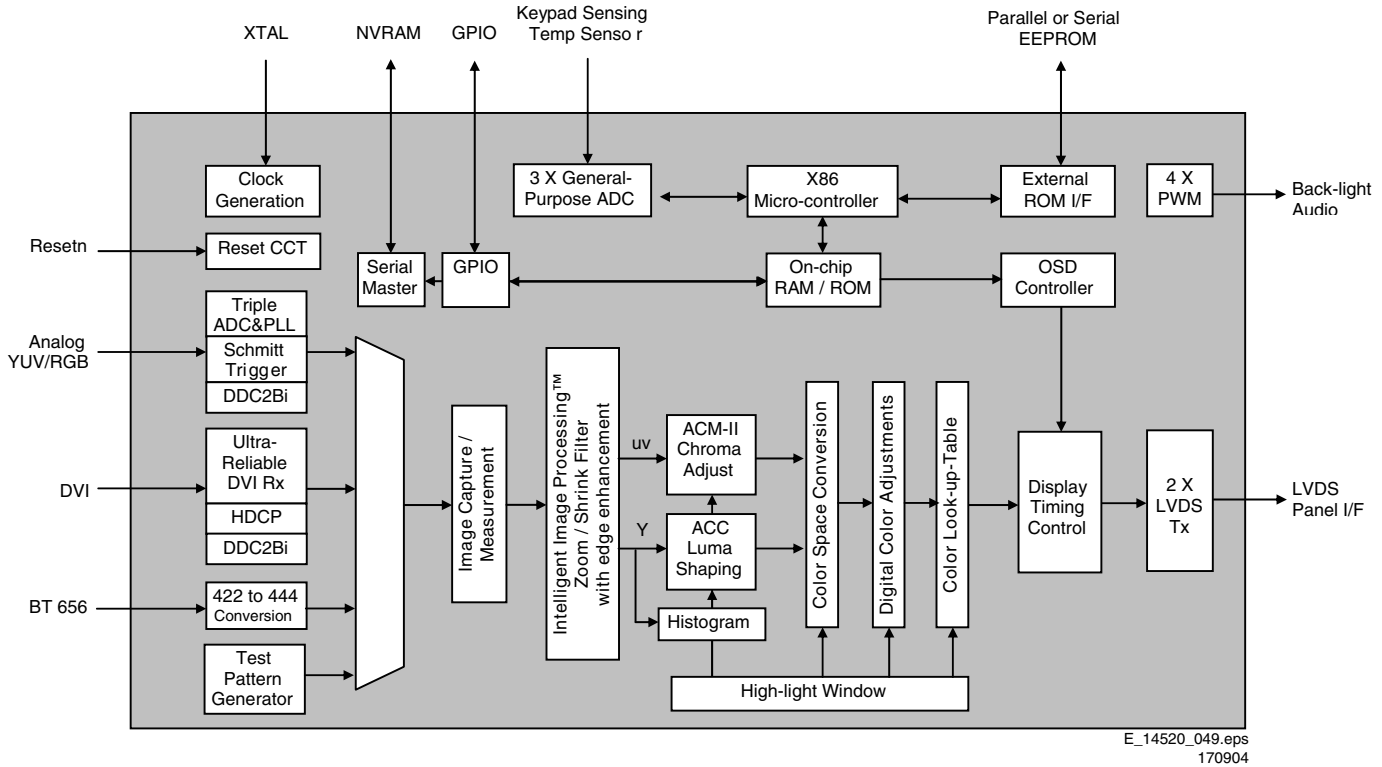 Keypad Sensing
Temp Senso r
Parallel or Serial
EEPROM
XTAL
NVRAM
GPIO
Clock
Generation
3 X General-
Purpose ADC
X86
Micro-controller
External
ROM I/F
4 X
PWM
Back-light
Audio
Resetn
Reset CCT
Serial
Master
GPIO
On-chip
RAM / ROM
OSD
Controller
Analog
YUV/RGB
Triple
ADC&PLL
Schmitt
Trigger
DDC2Bi
DVI
Ultra-
Reliable
DVI Rx
HDCP
DDC2Bi
BT 656
422 to 444
Conversion
Test
Pattern
Generator
Image Capture /
Measurement
Intelligent Image Processing™
Zoom / Shrink Filter
with edge enhancement
uv
Y
ACM-II
Chroma
Adjust
ACC
Luma
Shaping
Histogram
Color Space Conversion
Digital Color Adjustments
Color Look-up-Table
High-light Window
Display
Timing
Control
2 X
LVDS
Tx
LVDS
Panel I/F
E_14520_049.eps
170904